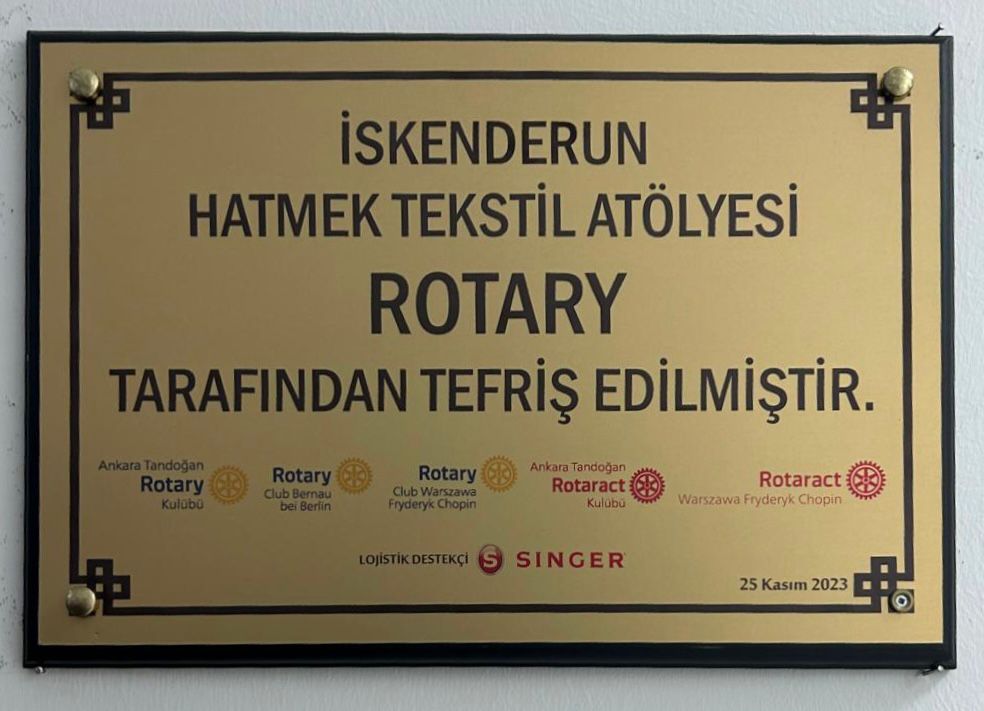 İSKENDERUN
HATMEK TEKSTİL ATÖLYESİ
ROTARY
TARAFINDAN TEFRİŞ EDİLMİŞTİR.
Ankara Tandoğan
Rotary
Kulübü
Rotary
Club Bernau
bei Berlin
Rotary
Club Warszawa
Fryderyk Chopin
Ankara Tandoğan
Rotaract
Kulübü
Rotaract
Warszawa Fryderyk Chopin
LOJİSTİK DESTEKÇİ S SINGER
25 Kasım 2023